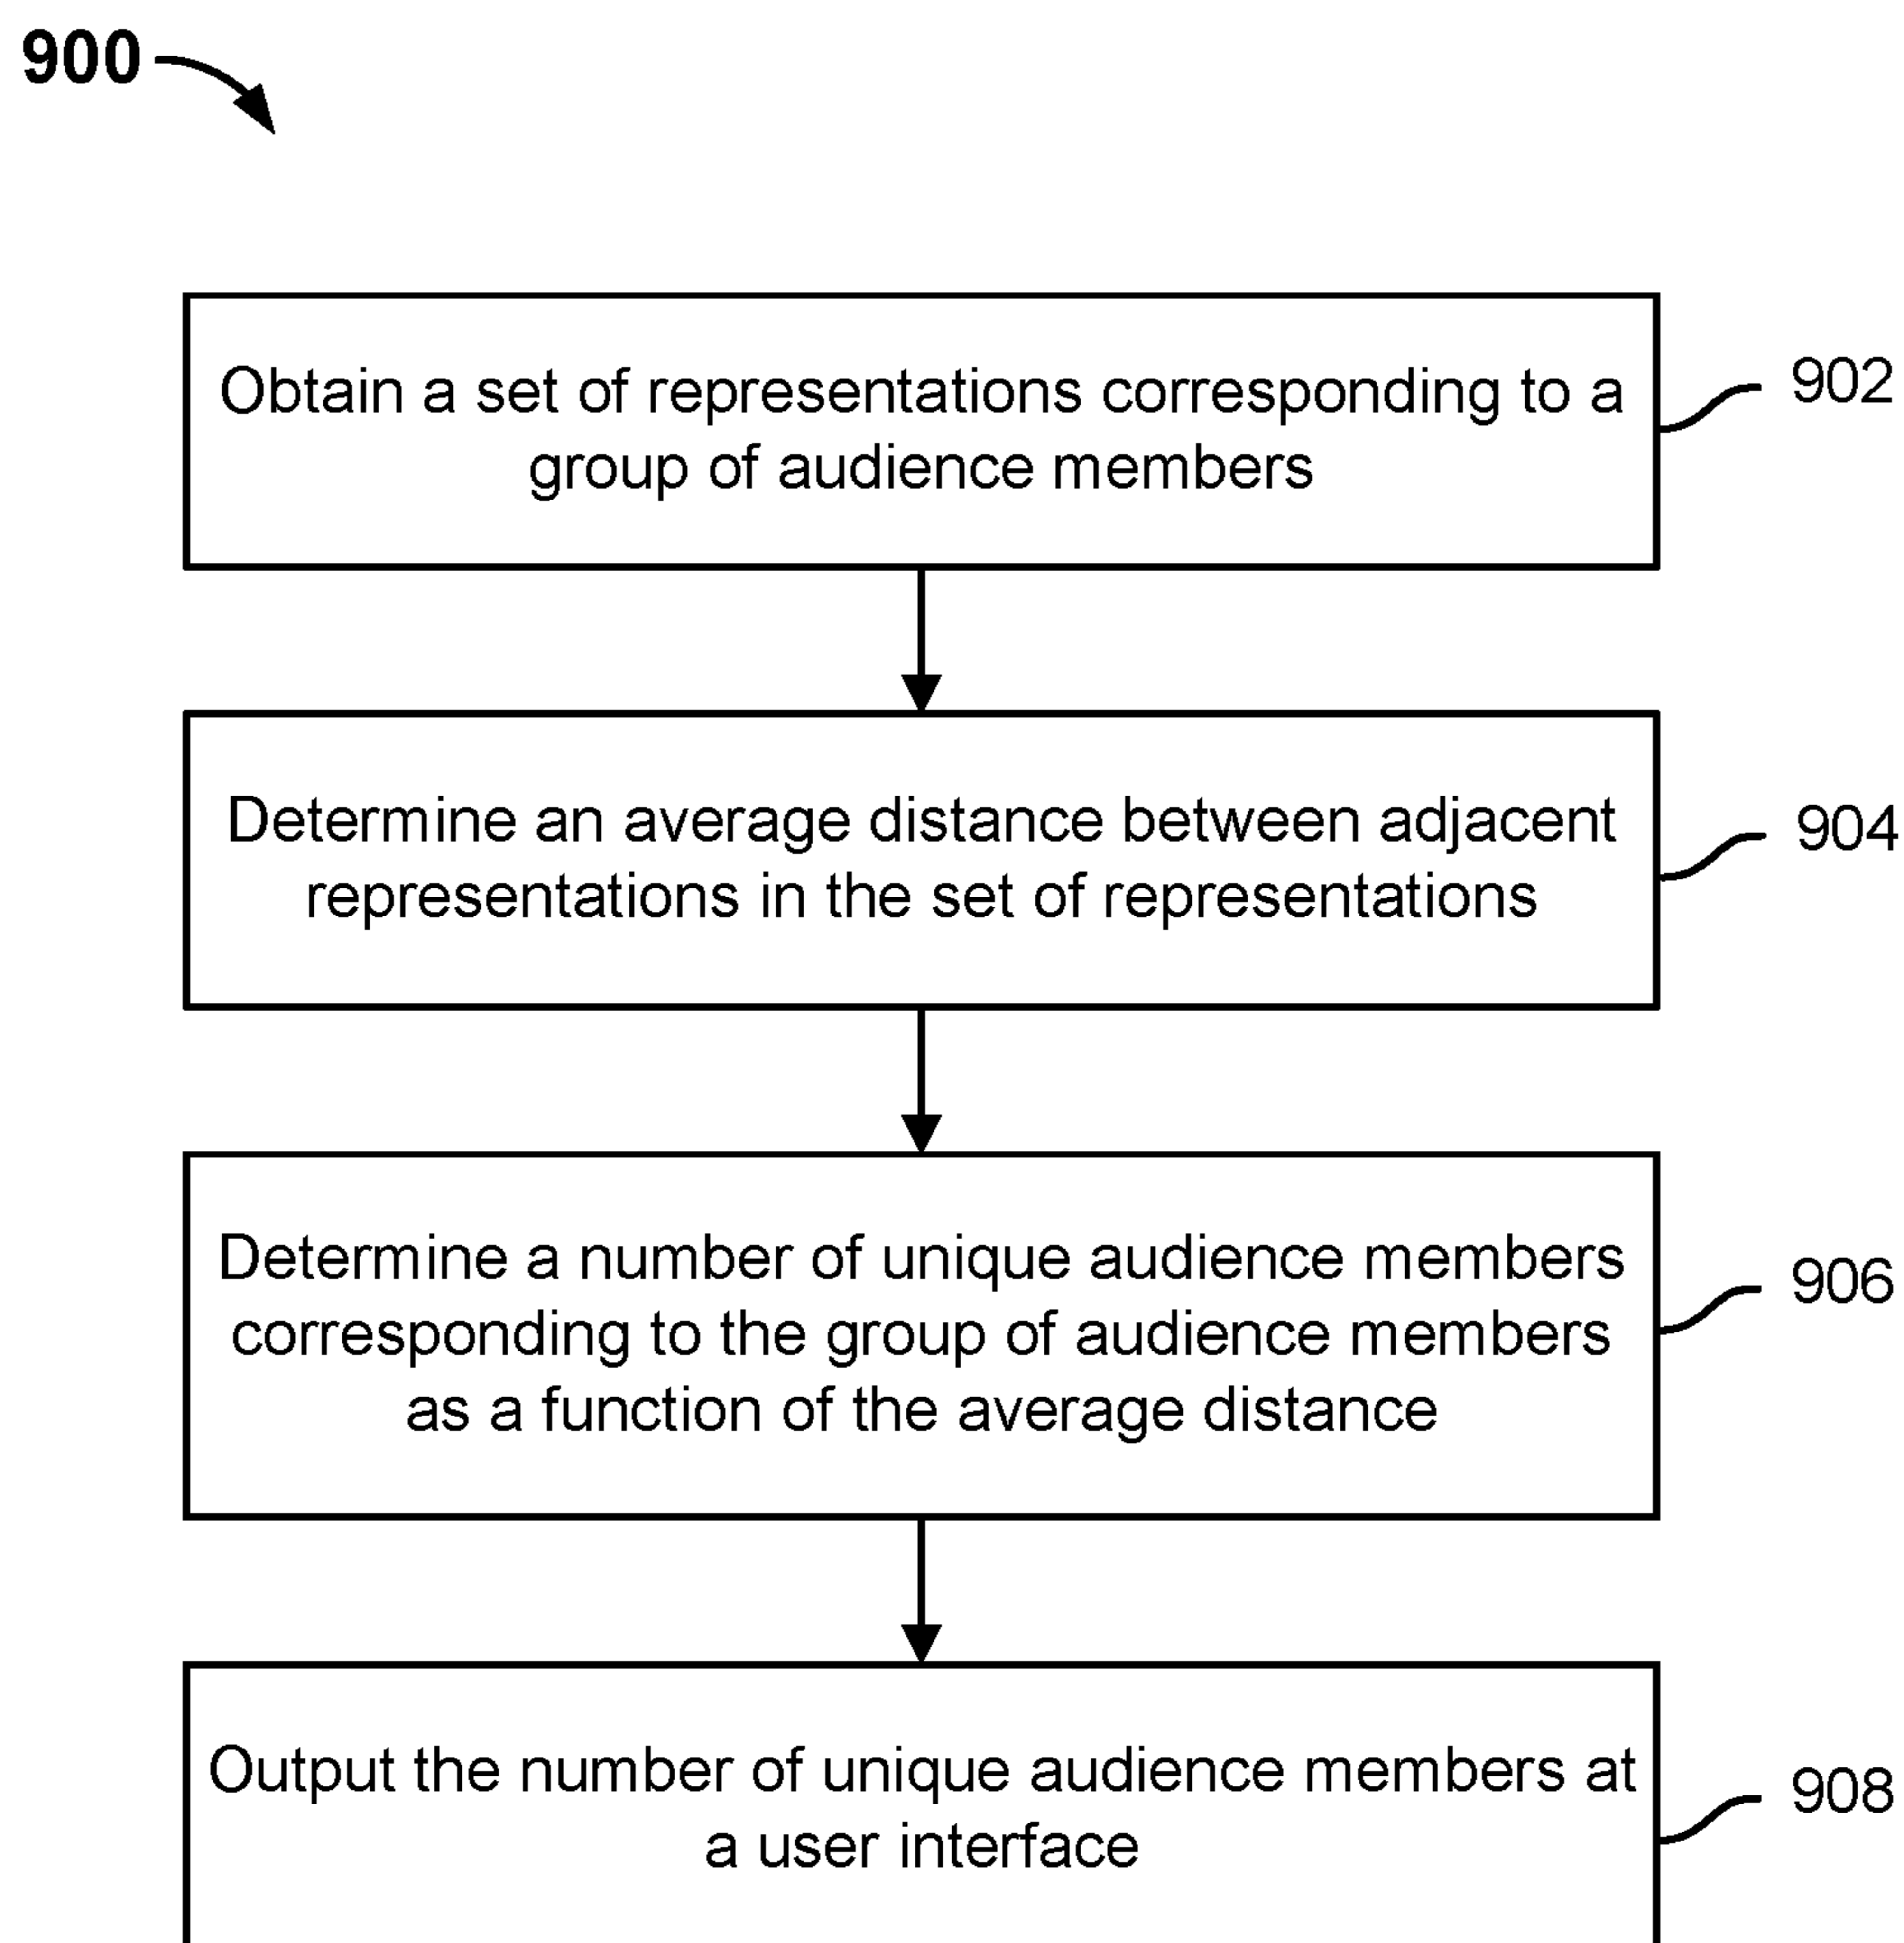 900
Obtain a set of representations corresponding to a
group of audience members
902
Determine an average distance between adjacent
representations in the set of representations
904
Determine a number of unique audience members
corresponding to the group of audience members
as a function of the average distance
906
Output the number of unique audience members at
a user interface
908